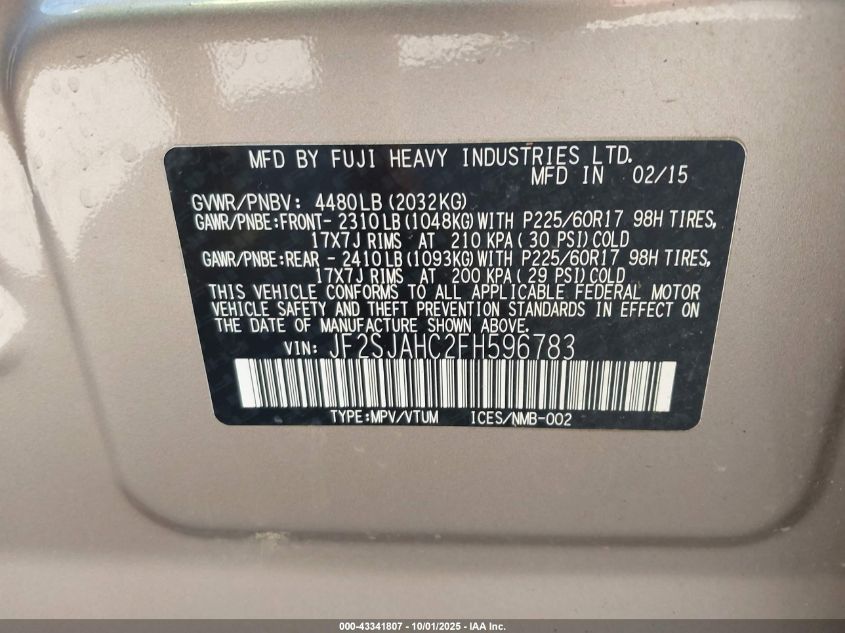 MFD BY FUJI HEAVY INDUSTRIES LTD.
MFD IN 02/15
GVWR/PNBV: 4480LB (2032KG)
GAWR/PNBE:FRONT- 2310LB (1048KG) WITH P225/60R17 98H TIRES,
17X7J RIMS AT 210 KPA ( 30 PSI) COLD
GAWR/PNBE:REAR - 2410LB (1093KG) WITH P225/60R17 98H TIRES,
17X7J RIMS AT 200 KPA ( 29 PSI) COLD
THIS VEHICLE CONFORMS TO ALL APPLICABLE FEDERAL MOTOR
VEHICLE SAFETY AND THEFT PREVENTION STANDARDS IN EFFECT ON
THE DATE OF MANUFACTURE SHOWN ABOVE.
VIN: JF2SJAHC2FH596783
TYPE:MPV/VTUM ICES/NMB-002
000-43341807 - 10/01/2025 - IAA Inc.